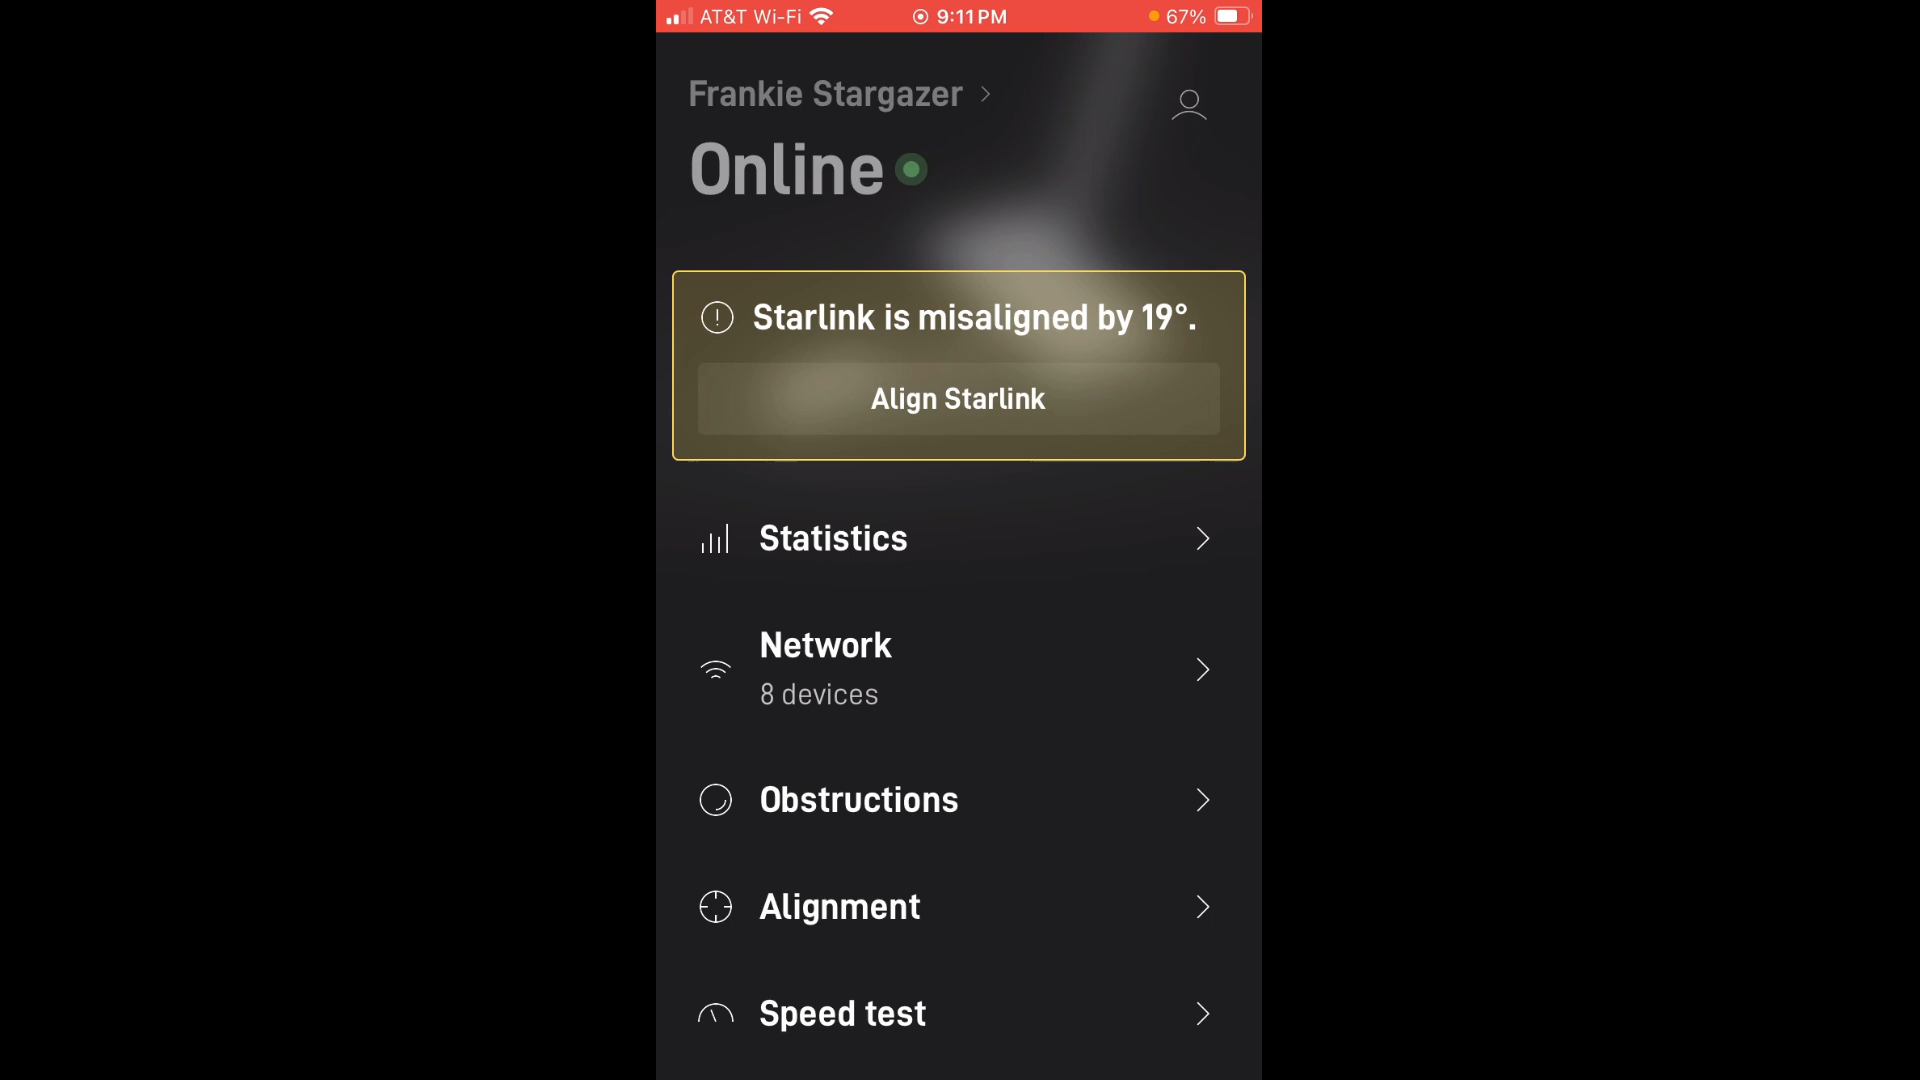 AT&T Wi-Fi 9:11 PM 67%
Frankie Stargazer
Online
Starlink is misaligned by 19°.
Align Starlink
Statistics
Network
8 devices
Obstructions
Alignment
Speed test